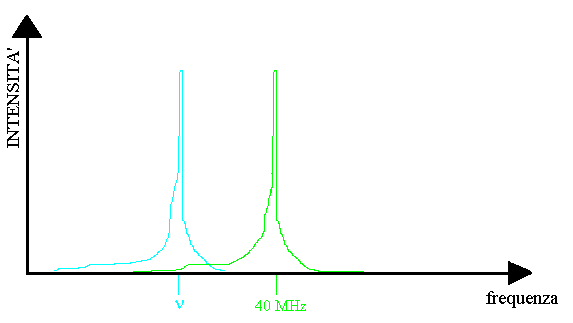 INTENSITA'
ν
40 MHz
frequenza